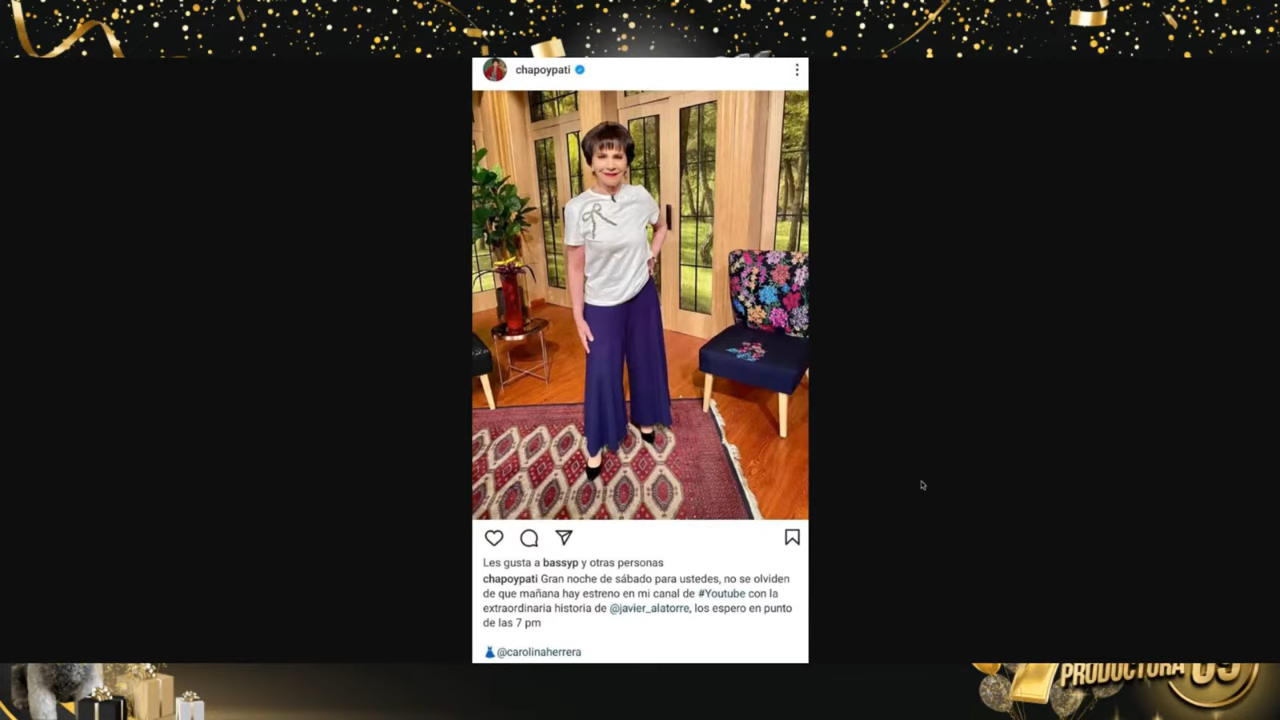 chapoypati
Les gusta a bassyp y otras personas
chapoypati Gran noche de sábado para ustedes, no se olviden
de que mañana hay estreno en mi canal de #Youtube con la
extraordinaria historia de @javier_alatorre, los espero en punto
de las 7 pm
@carolinaherrera
PRODUCTORA 69